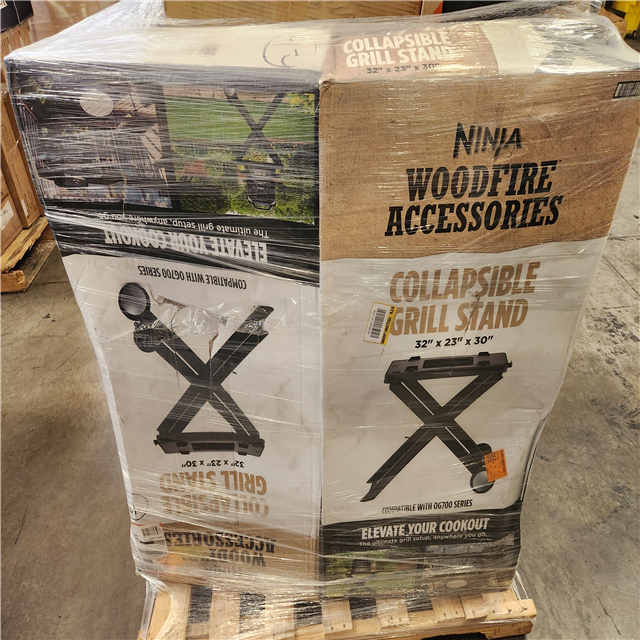 COLLAPSIBLE
GRILL STAND
32" x 23" x 30"
NINJA
WOODFIRE
ACCESSORIES
COLLAPSIBLE
GRILL STAND
32" x 23" x 30"
COMPATIBLE WITH OG700 SERIES
ELEVATE YOUR COOKOUT
The ultimate grill setup, anywhere you go.
The ultimate grill setup, anywhere you go.
ELEVATE YOUR COOKOUT
COMPATIBLE WITH OG700 SERIES
32" x 23" x 30"
GRILL STAND
COLLAPSIBLE
ACCESSORIES